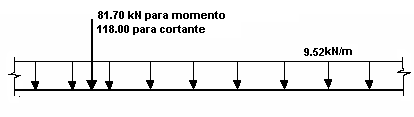 81.70 kN para momento
118.00 para cortante
9.52kN/m